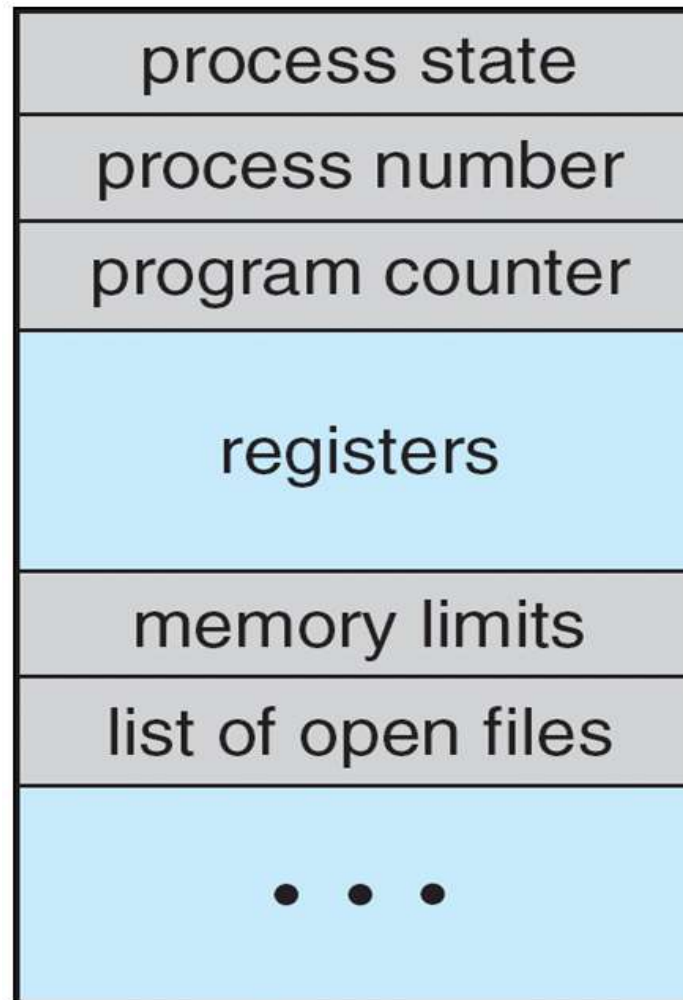 process state
process number
program counter
registers
memory limits
list of open files
• • •